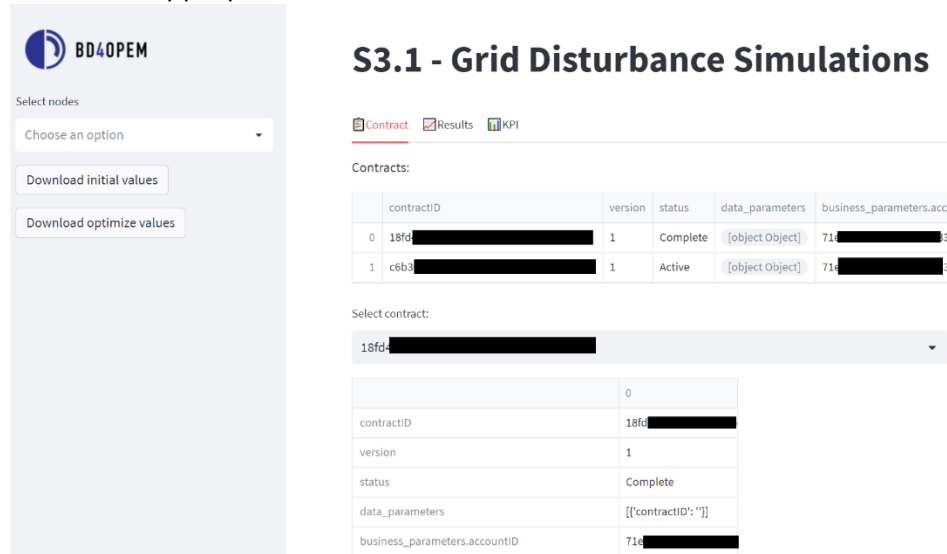 BD4OPEM
Select nodes
Choose an option
Download initial values
Download optimize values
S3.1 - Grid Disturbance Simulations
Contract Results KPI
Contracts:
contractID version status data_parameters business_parameters.acc
0 18fd 1 Complete [object Object] 71e
1 c6b3 1 Active [object Object] 71e
Select contract:
18fd
0
contractID 18fd
version 1
status Complete
data_parameters [{'contractID': ''}]
business_parameters.accountID 71e